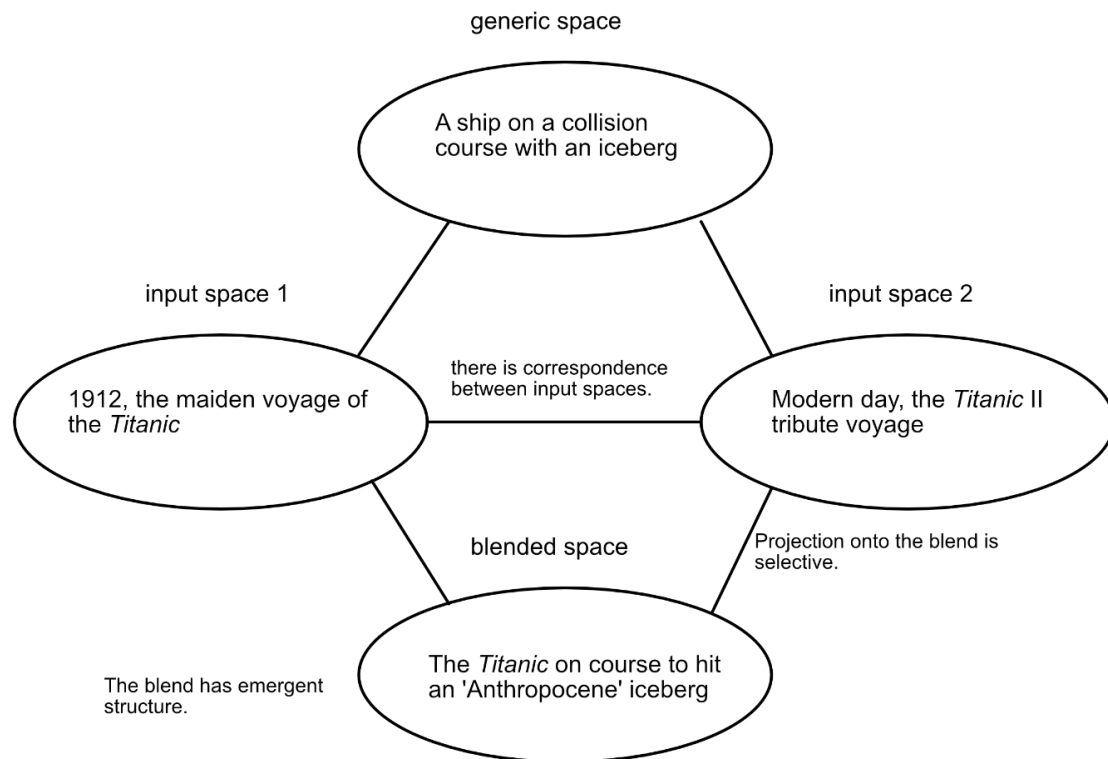 generic space
A ship on a collision
course with an iceberg
input space 1
input space 2
1912, the maiden voyage of
the Titanic
there is correspondence
between input spaces.
Modern day, the Titanic II
tribute voyage
blended space
Projection onto the blend is
selective.
The Titanic on course to hit
an 'Anthropocene' iceberg
The blend has emergent
structure.